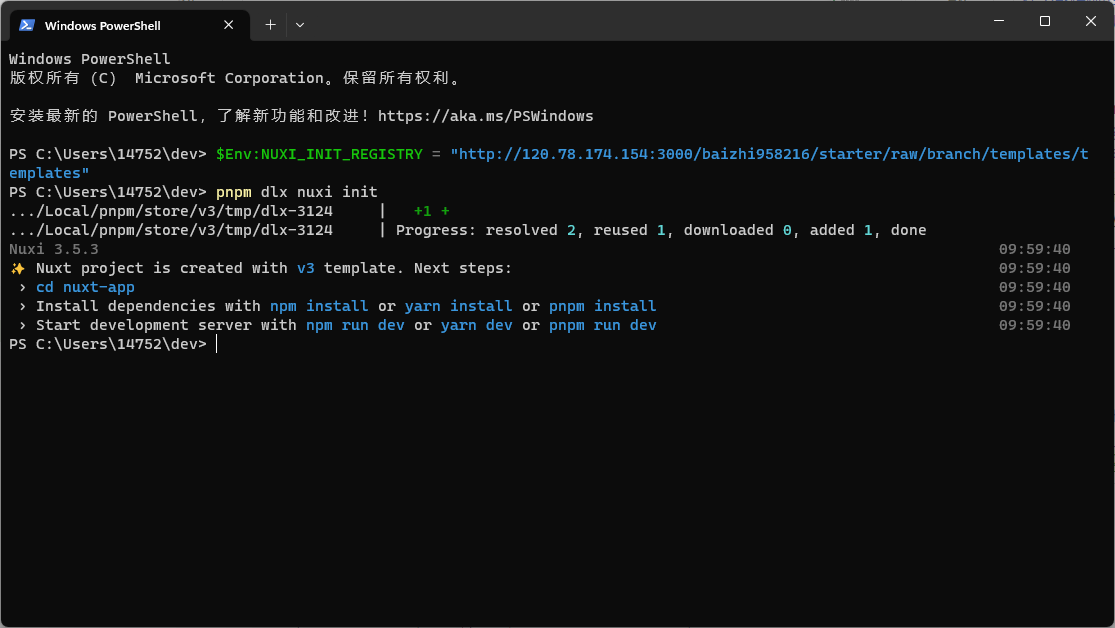 Windows PowerShell
Windows PowerShell
版权所有 (C) Microsoft Corporation。保留所有权利。
安装最新的 PowerShell，了解新功能和改进！https://aka.ms/PSWindows
PS C:\Users\14752\dev> $Env:NUXI_INIT_REGISTRY = "http://120.78.174.154:3000/baizhi958216/starter/raw/branch/templates/t
emplates"
PS C:\Users\14752\dev> pnpm dlx nuxi init
.../Local/pnpm/store/v3/tmp/dlx-3124     |   +1 +
.../Local/pnpm/store/v3/tmp/dlx-3124     | Progress: resolved 2, reused 1, downloaded 0, added 1, done
Nuxi 3.5.3 09:59:40
✨ Nuxt project is created with v3 template. Next steps: 09:59:40
› cd nuxt-app 09:59:40
› Install dependencies with npm install or yarn install or pnpm install 09:59:40
› Start development server with npm run dev or yarn dev or pnpm run dev 09:59:40
PS C:\Users\14752\dev>